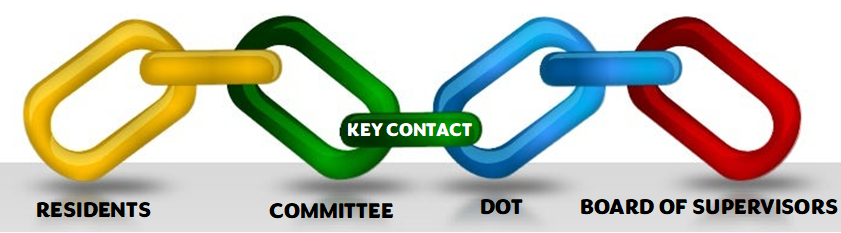 KEY CONTACT
RESIDENTS
COMMITTEE
DOT
BOARD OF SUPERVISORS